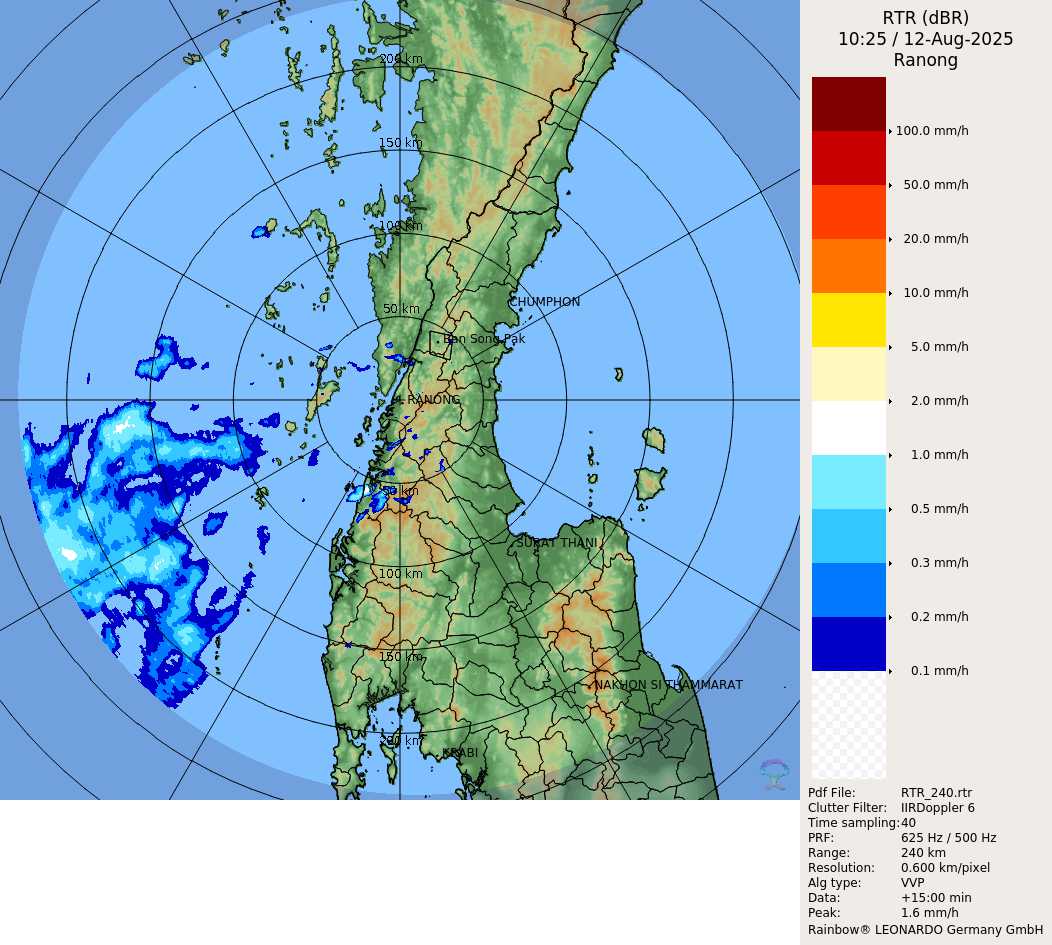 RTR (dBR)
10:25 / 12-Aug-2025
Ranong
100.0 mm/h
50.0 mm/h
20.0 mm/h
10.0 mm/h
5.0 mm/h
2.0 mm/h
1.0 mm/h
0.5 mm/h
0.3 mm/h
0.2 mm/h
0.1 mm/h
200 km
150 km
100 km
CHUMPHON
50 km
Ban Song Pak
RANONG
50 km
SURAT THANI
100 km
150 km
NAKHON SI THAMMARAT
200 km
KRABI
Pdf File: RTR_240.rtr
Clutter Filter: IIRDoppler 6
Time sampling: 40
PRF: 625 Hz / 500 Hz
Range: 240 km
Resolution: 0.600 km/pixel
Alg type: VVP
Data: +15:00 min
Peak: 1.6 mm/h
Rainbow® LEONARDO Germany GmbH